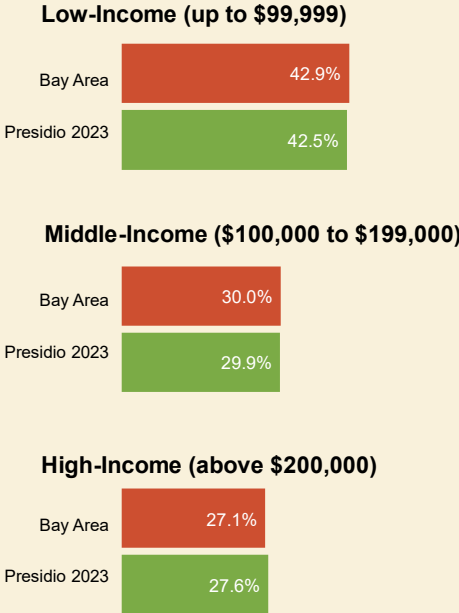 Low-Income (up to $99,999)
Bay Area
42.9%
Presidio 2023
42.5%
Middle-Income ($100,000 to $199,000)
Bay Area
30.0%
Presidio 2023
29.9%
High-Income (above $200,000)
Bay Area
27.1%
Presidio 2023
27.6%